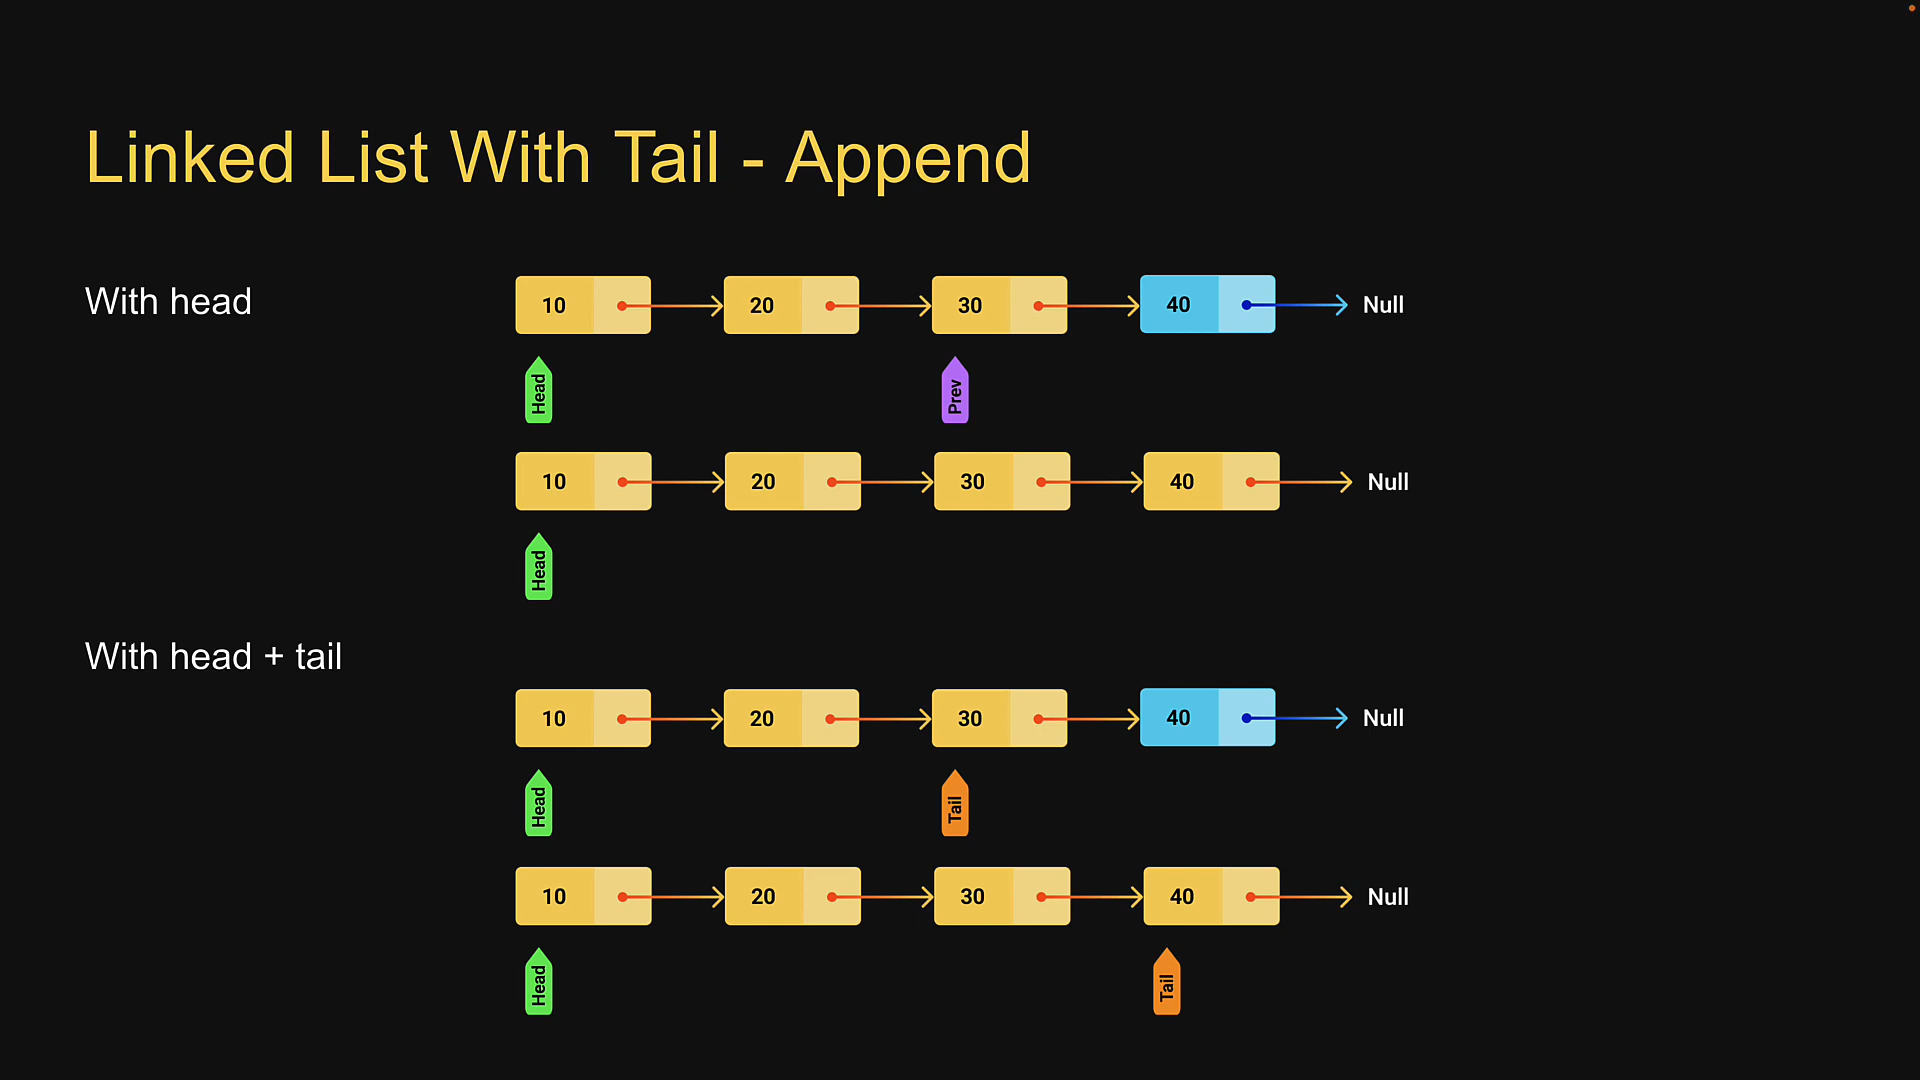 Linked List With Tail - Append
With head
10 20 30 40 Null
Head Prev
10 20 30 40 Null
Head
With head + tail
10 20 30 40 Null
Head Tail
10 20 30 40 Null
Head Tail